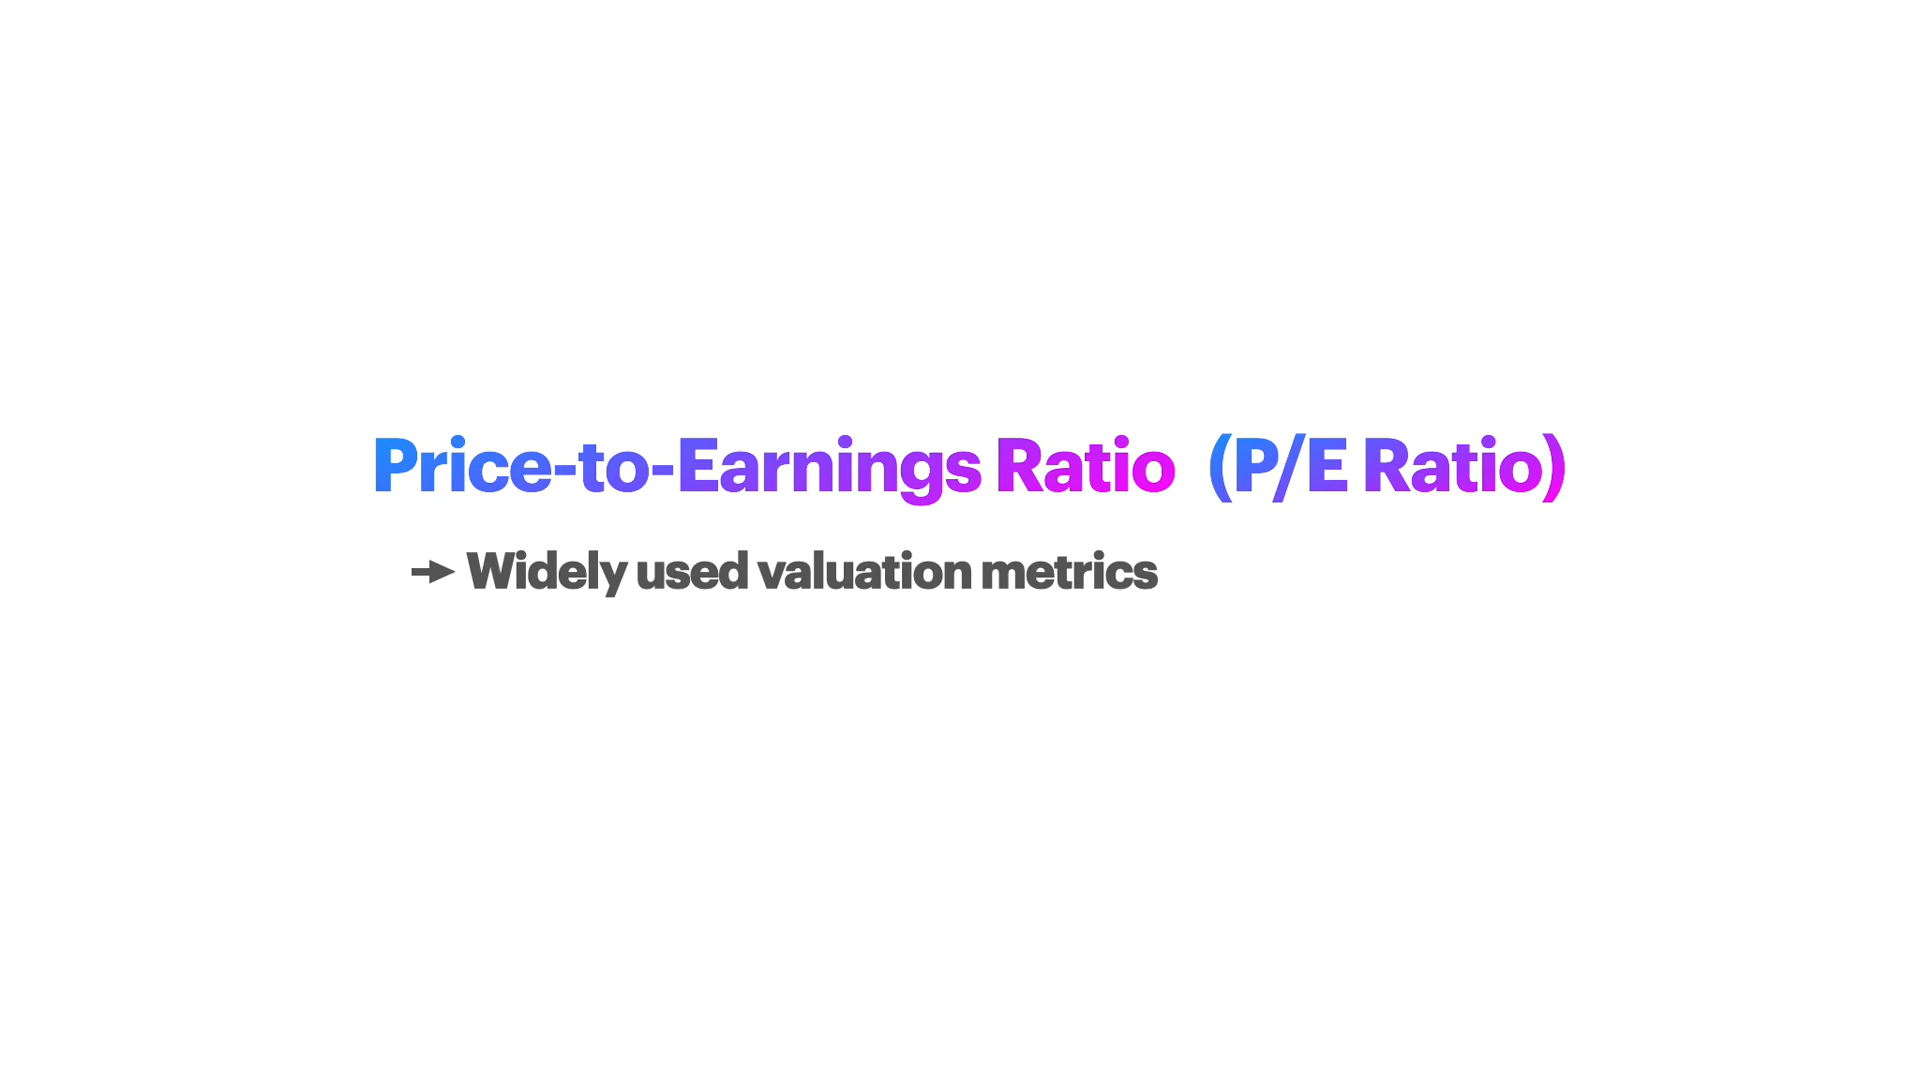 Price-to-Earnings Ratio (P/E Ratio)
→ Widely used valuation metrics